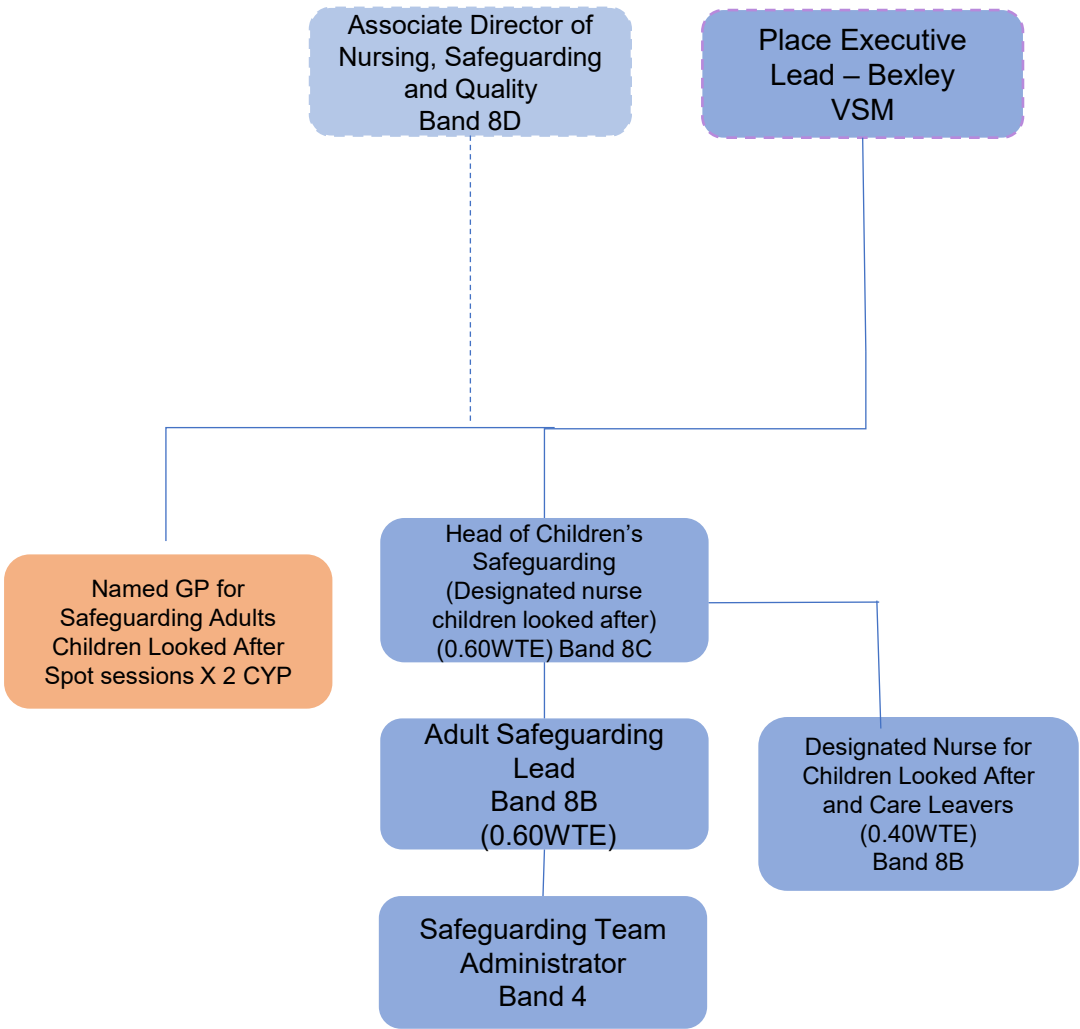 Associate Director of
Nursing, Safeguarding
and Quality
Band 8D
Place Executive
Lead – Bexley
VSM
Head of Children’s
Safeguarding
(Designated nurse
children looked after)
(0.60WTE) Band 8C
Named GP for
Safeguarding Adults
Children Looked After
Spot sessions X 2 CYP
Adult Safeguarding
Lead
Band 8B
(0.60WTE)
Designated Nurse for
Children Looked After
and Care Leavers
(0.40WTE)
Band 8B
Safeguarding Team
Administrator
Band 4